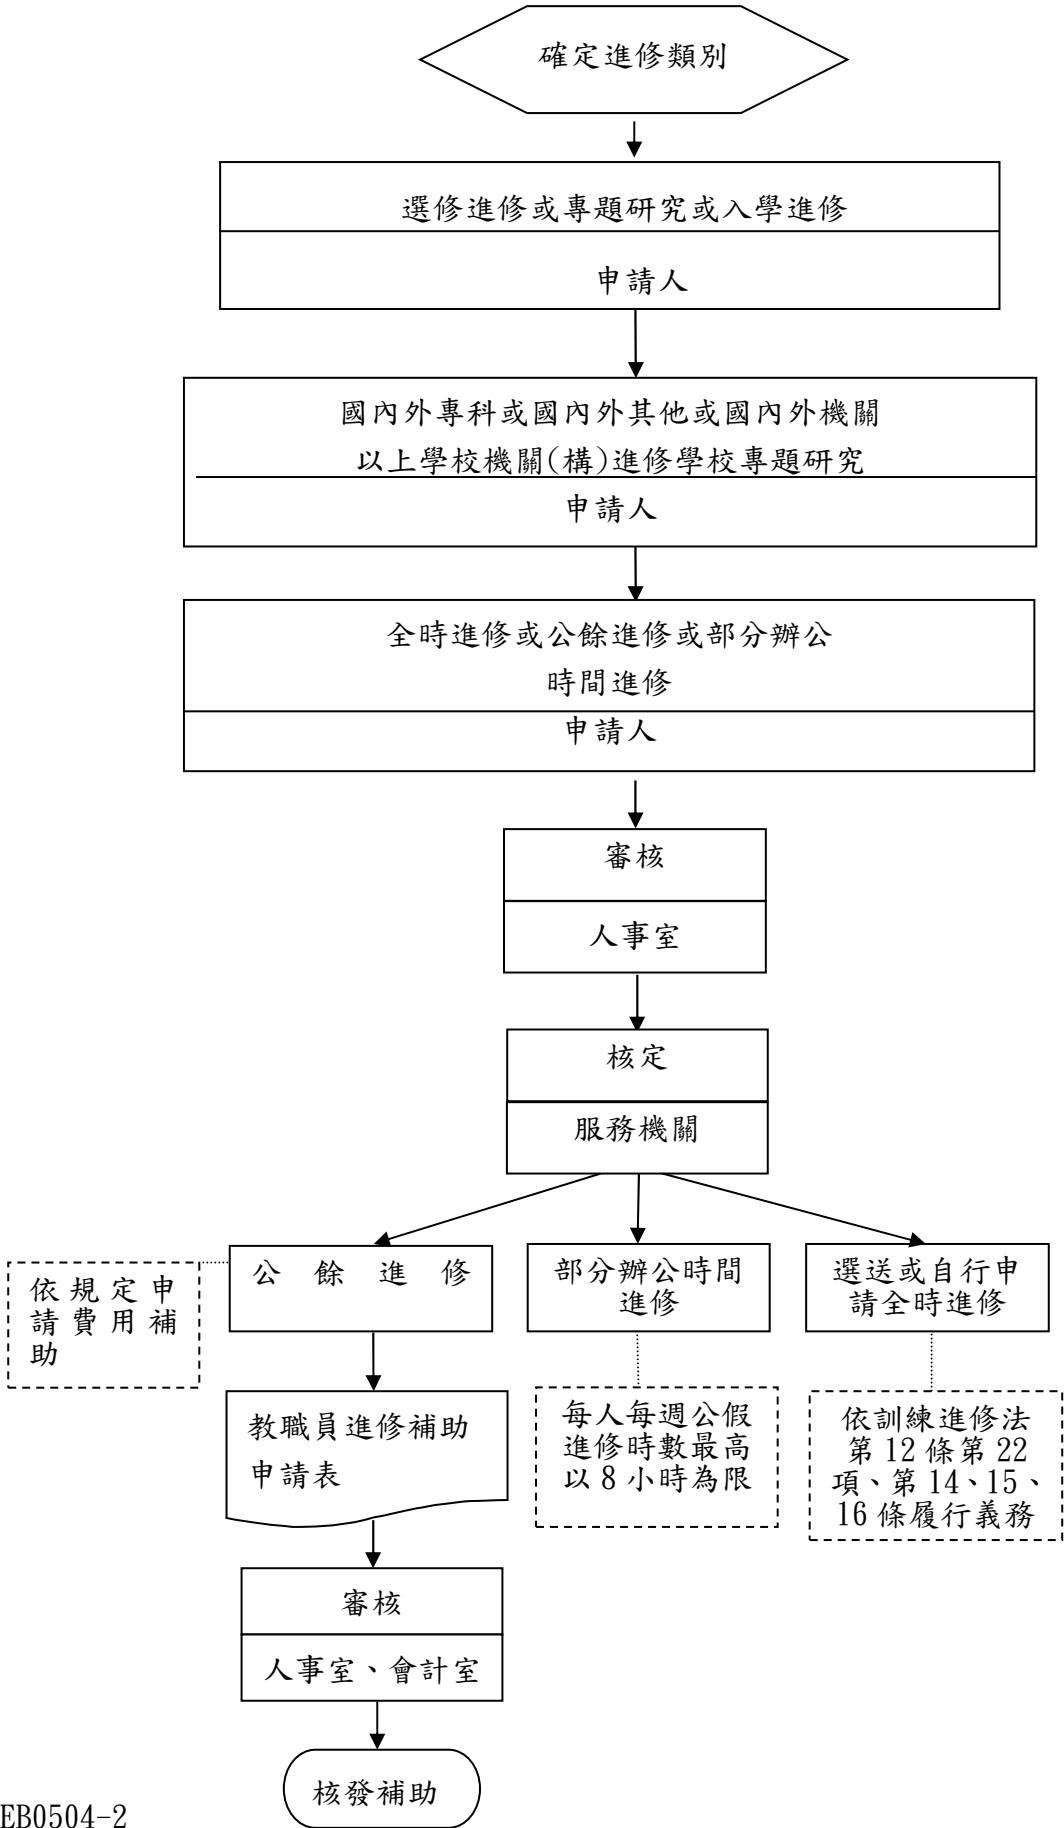 確定進修類別
選修進修或專題研究或入學進修
申請人
國內外專科或國內外其他或國內外機關
以上學校機關(構)進修學校專題研究
申請人
全時進修或公餘進修或部分辦公
時間進修
申請人
審核
人事室
核定
服務機關
依規定申
請費用補
助
公餘進修
部分辦公時間
進修
選送或自行申
請全時進修
教職員進修補助
申請表
每人每週公假
進修時數最高
以8小時為限
依訓練進修法
第12條第22
項、第14、15、
16條履行義務
審核
人事室、會計室
核發補助
EB0504-2